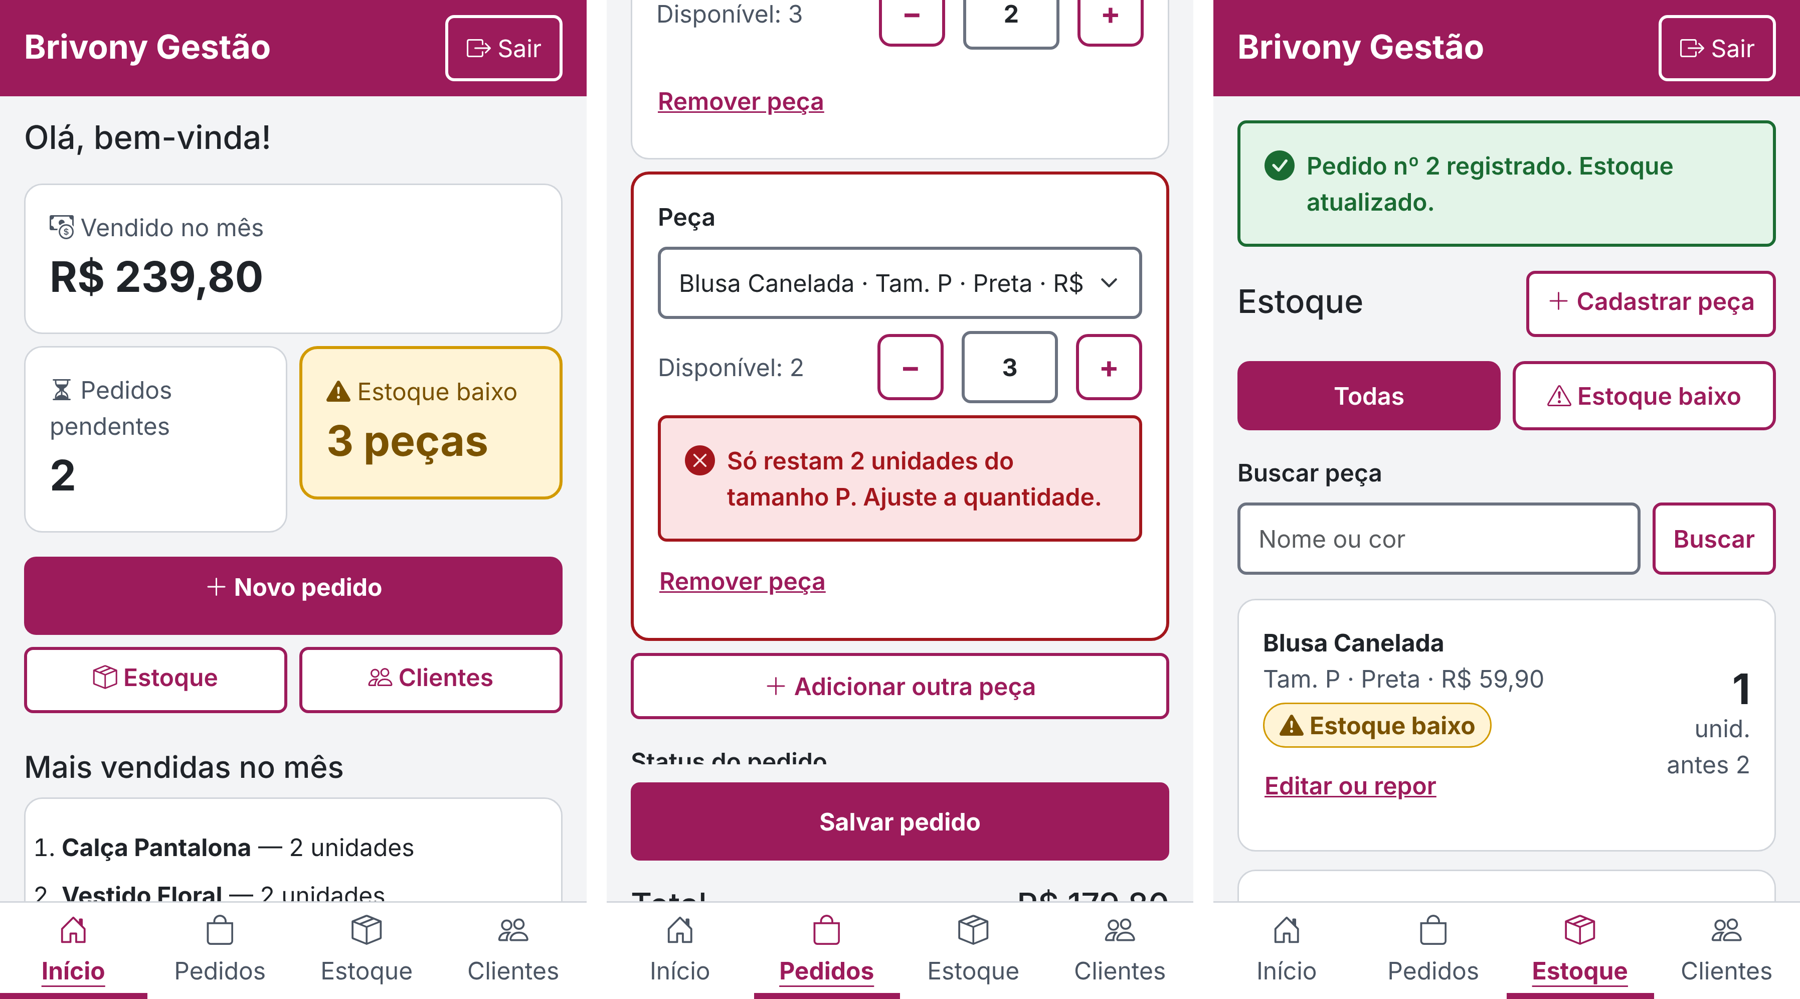 Brivony Gestão
Sair
Olá, bem-vinda!
Vendido no mês
R$ 239,80
Pedidos
pendentes
2
Estoque baixo
3 peças
+ Novo pedido
Estoque
Clientes
Mais vendidas no mês
1. Calça Pantalona — 2 unidades
2. Vestido Floral — 2 unidades
Início
Pedidos
Estoque
Clientes
Disponível: 3
−
2
+
Remover peça
Peça
Blusa Canelada · Tam. P · Preta · R$
Disponível: 2
−
3
+
Só restam 2 unidades do
tamanho P. Ajuste a quantidade.
Remover peça
+ Adicionar outra peça
Status do pedido
Salvar pedido
Total
R$ 179,80
Início
Pedidos
Estoque
Clientes
Brivony Gestão
Sair
Pedido nº 2 registrado. Estoque
atualizado.
Estoque
+ Cadastrar peça
Todas
Estoque baixo
Buscar peça
Nome ou cor
Buscar
Blusa Canelada
Tam. P · Preta · R$ 59,90
Estoque baixo
Editar ou repor
1
unid.
antes 2
Início
Pedidos
Estoque
Clientes